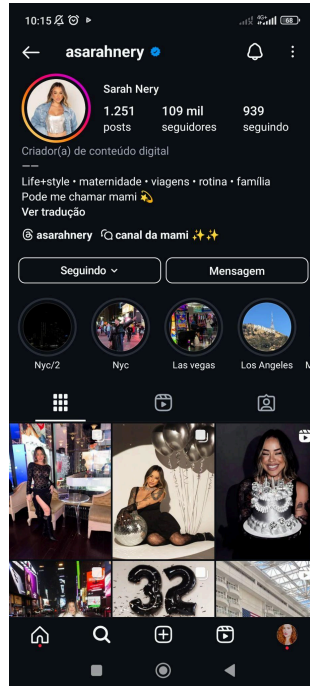 10:15
4G+
68
asarahnery
Sarah Nery
1.251 109 mil 939
posts seguidores seguindo
Criador(a) de conteúdo digital
——
Life+style • maternidade • viagens • rotina • família
Pode me chamar mami 💫
Ver tradução
asarahnery canal da mami ✨✨
Seguindo Mensagem
Nyc/2 Nyc Las vegas Los Angeles M
32